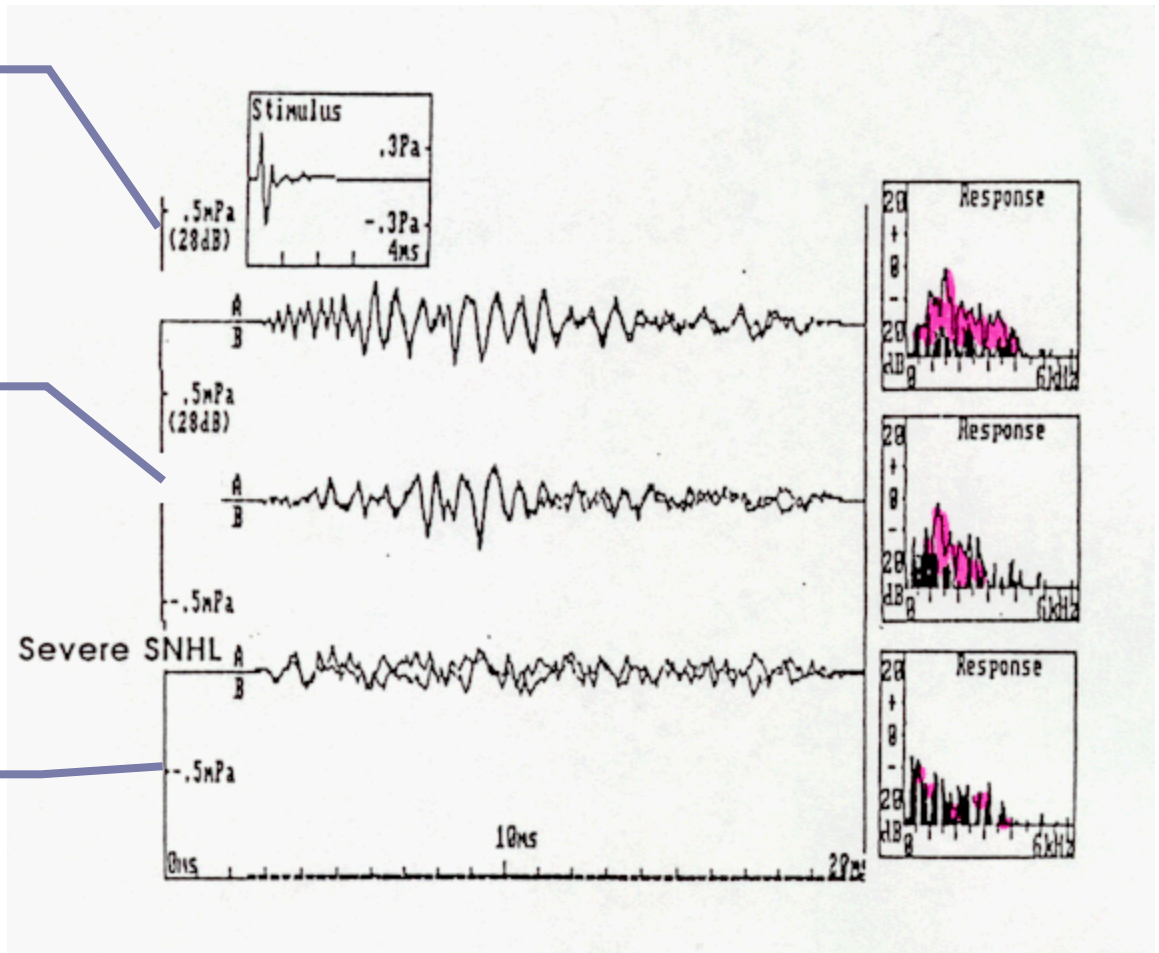 Stimulus
.3Pa
-.3Pa
4ms
.5mPa
(28dB)
A
B
Response
20
+
0
-
20
dB
0 6kHz
.5mPa
(28dB)
A
B
Response
20
+
0
-
20
dB
0 6kHz
-.5mPa
Severe SNHL
A
B
Response
20
+
0
-
20
dB
0 6kHz
-.5mPa
10ms
0ms 20ms